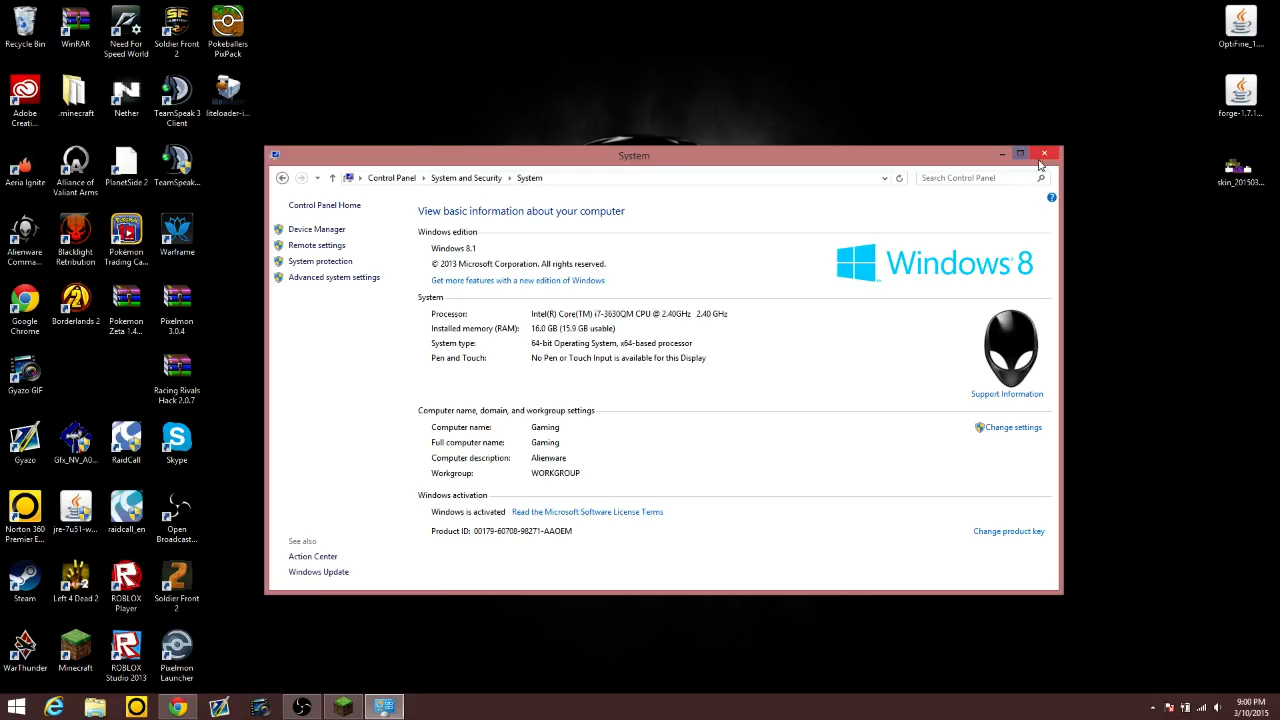 Recycle Bin
WinRAR
Need For Speed World
Soldier Front 2
Pokeballers PixPack
Adobe Creati...
.minecraft
Nether
TeamSpeak 3 Client
liteloader-i...
Aeria Ignite
Alliance of Valiant Arms
PlanetSide 2
TeamSpeak...
Alienware Comma...
Blacklight Retribution
Pokémon Trading Ca...
Warframe
Google Chrome
Borderlands 2
Pokemon Zeta 1.4...
Pixelmon 3.0.4
Gyazo GIF
Racing Rivals Hack 2.0.7
Gyazo
Gfx_NV_A0...
RaidCall
Skype
Norton 360 Premier E...
jre-7u51-w...
raidcall_en
Open Broadcast...
Steam
Left 4 Dead 2
ROBLOX Player
Soldier Front 2
WarThunder
Minecraft
ROBLOX Studio 2013
Pixelmon Launcher
OptiFine_1....
forge-1.7.1...
skin_201503...
System
Control Panel
System and Security
System
Search Control Panel
Control Panel Home
Device Manager
Remote settings
System protection
Advanced system settings
See also
Action Center
Windows Update
View basic information about your computer
Windows edition
Windows 8.1
© 2013 Microsoft Corporation. All rights reserved.
Get more features with a new edition of Windows
Windows 8
System
Processor: Intel(R) Core(TM) i7-3630QM CPU @ 2.40GHz 2.40 GHz
Installed memory (RAM): 16.0 GB (15.9 GB usable)
System type: 64-bit Operating System, x64-based processor
Pen and Touch: No Pen or Touch Input is available for this Display
Support Information
Computer name, domain, and workgroup settings
Computer name: Gaming
Change settings
Full computer name: Gaming
Computer description: Alienware
Workgroup: WORKGROUP
Windows activation
Windows is activated Read the Microsoft Software License Terms
Product ID: 00179-60708-98271-AAOEM
Change product key
9:00 PM
3/10/2015